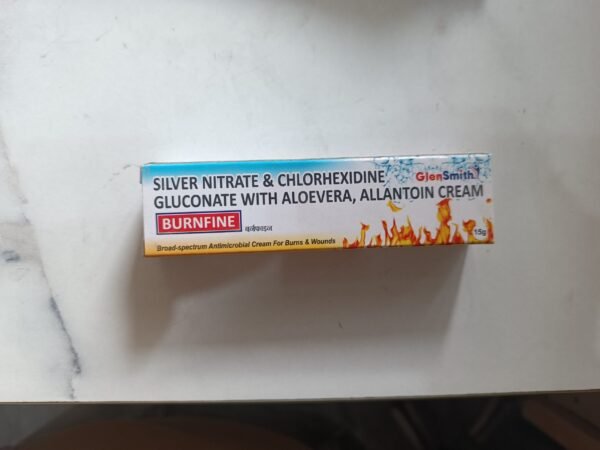 SILVER NITRATE & CHLORHEXIDINE
GlenSmith
GLUCONATE WITH ALOEVERA, ALLANTOIN CREAM
BURNFINE
बर्नफाइन
Broad-spectrum Antimicrobial Cream For Burns & Wounds
15g